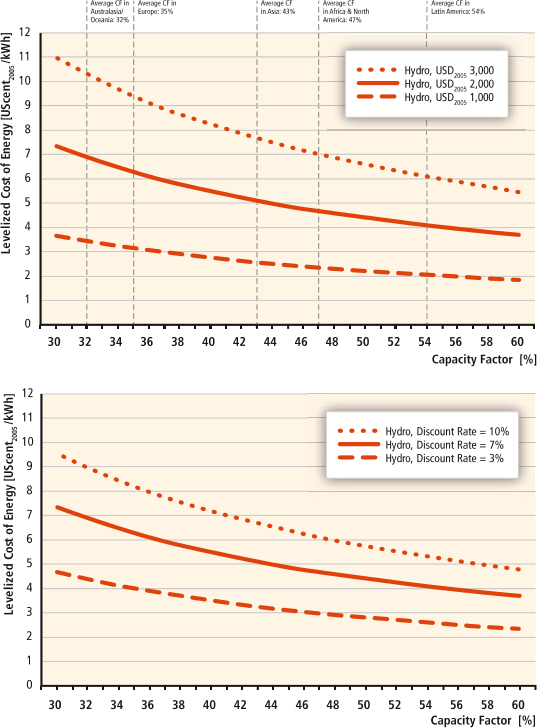 Average CF in
Australasia/
Oceania: 32%
Average CF in
Europe: 35%
Average CF
in Asia: 43%
Average CF
in Africa & North
America: 47%
Average CF in
Latin America: 54%
Levelized Cost of Energy [UScent2005 /kWh]
12
11
10
9
8
7
6
5
4
3
2
1
0
Hydro, USD2005 3,000
Hydro, USD2005 2,000
Hydro, USD2005 1,000
30 32 34 36 38 40 42 44 46 48 50 52 54 56 58 60
Capacity Factor [%]
Levelized Cost of Energy [UScent2005 /kWh]
12
11
10
9
8
7
6
5
4
3
2
1
0
Hydro, Discount Rate = 10%
Hydro, Discount Rate = 7%
Hydro, Discount Rate = 3%
30 32 34 36 38 40 42 44 46 48 50 52 54 56 58 60
Capacity Factor [%]